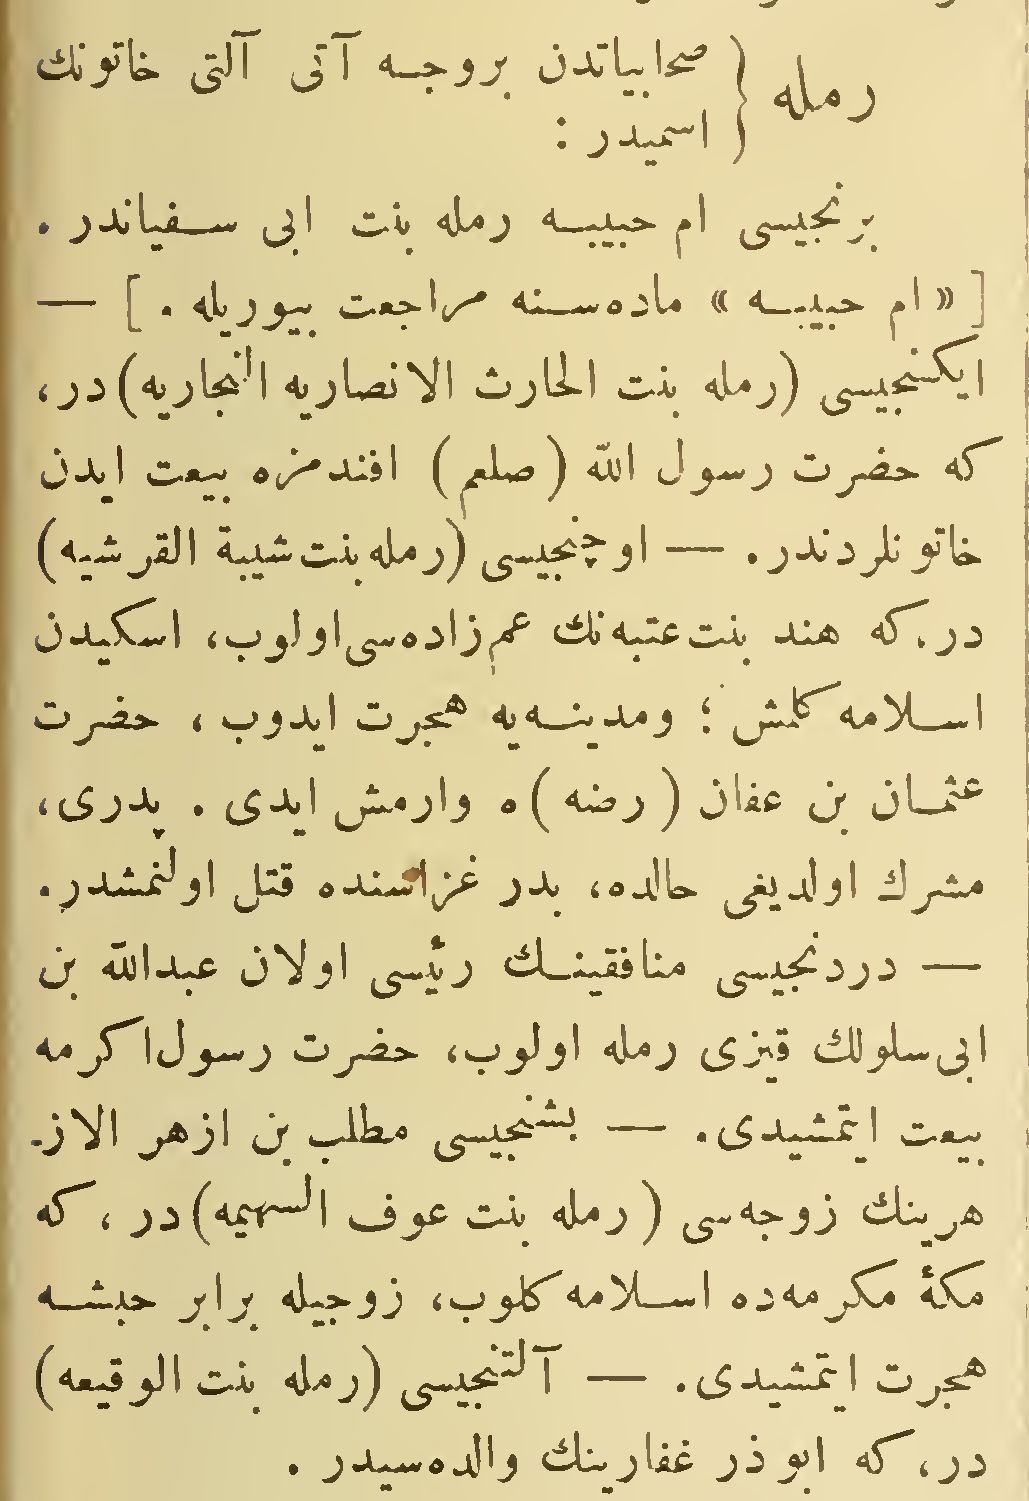 رمله { صحابیاتدن بروجه آتی آلتی خاتونك
اسمیدر :
برنجیسی ام حبیبه رمله بنت ابی سفیاندر .
[ « ام حبیبه » ماده‌سنه مراجعت بیوریله . ] —
ایکنجیسی (رمله بنت الحارث الانصاریه النجاریه) در،
که حضرت رسول الله (صلعم) افندمزه بیعت ایدن
خاتونلردندر . — اوچنجیسی (رمله بنت شیبة القرشیه)
در، که هند بنت عتبه‌نك عم‌زاده‌سی اولوب، اسکیدن
اسلامه کلمش ؛ ومدینه‌یه هجرت ایدوب ، حضرت
عثمان بن عفان (رضه) ه وارمش ایدی . پدری،
مشرك اولدیغی حالده، بدر غزاسنده قتل اولنمشدر.
— دردنجیسی منافقینك رئیسی اولان عبدالله بن
ابی سلولك قیزی رمله اولوب، حضرت رسول اکرمه
بیعت ایتمشیدی. — بشنجیسی مطلب بن ازهر الاز-
هرینك زوجه‌سی (رمله بنت عوف السهیمه) در ، که
مکهٔ مکرمه‌ده اسلامه کلوب، زوجیله برابر حبشه
هجرت ایتمشیدی. — آلتنجیسی (رمله بنت الوقیعه)
در، که ابو ذر غفارینك والده‌سیدر .